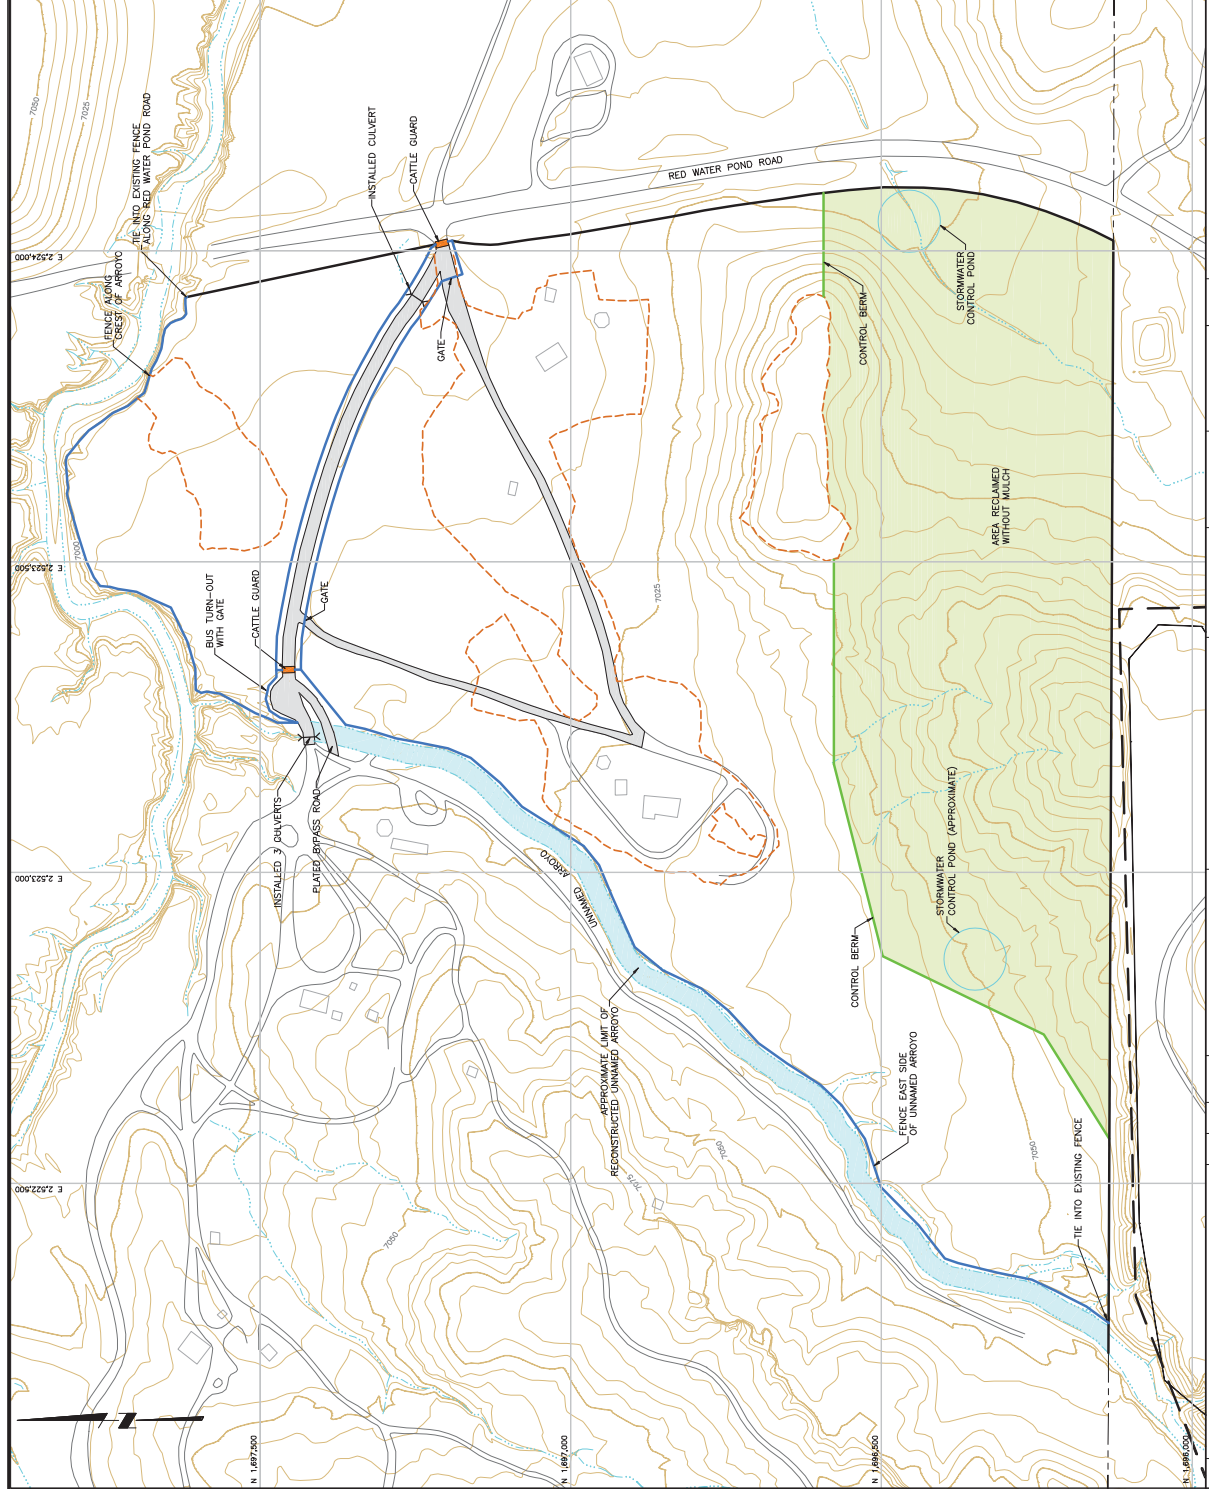 7050
7025
TIE INTO EXISTING FENCE
ALONG RED WATER POND ROAD
FENCE ALONG
CREST OF ARROYO
E 2,524,000
INSTALLED CULVERT
CATTLE GUARD
RED WATER POND ROAD
GATE
CONTROL BERM
STORMWATER
CONTROL POND
AREA RECLAIMED
WITHOUT MULCH
7000
E 2,523,500
BUS TURN-OUT
WITH GATE
CATTLE GUARD
GATE
7025
INSTALLED 3 CULVERTS
PLATED BYPASS ROAD
E 2,523,000
UNNAMED ARROYO
STORMWATER
CONTROL POND (APPROXIMATE)
CONTROL BERM
APPROXIMATE LIMIT OF
RECONSTRUCTED UNNAMED ARROYO
FENCE EAST SIDE
OF UNNAMED ARROYO
7050
7075
7050
7050
E 2,522,500
TIE INTO EXISTING FENCE
N 1,697,500
N 1,697,000
N 1,696,500
N 1,696,000